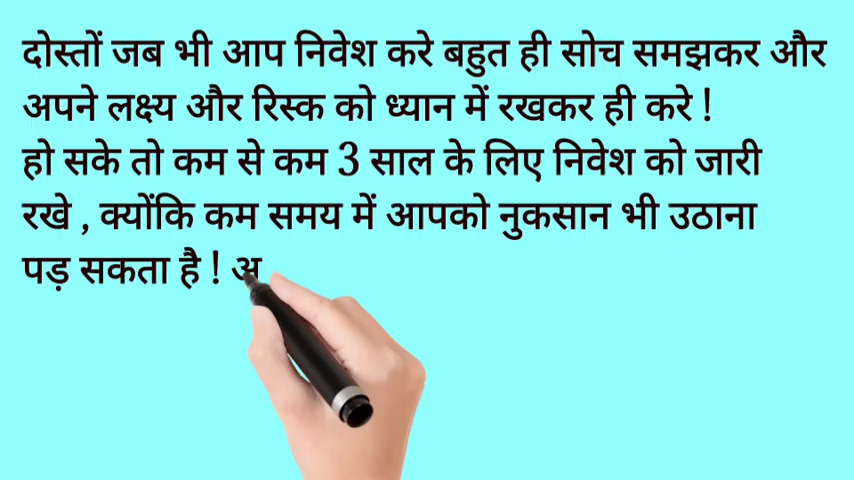 दोस्तों जब भी आप निवेश करे बहुत ही सोच समझकर और
अपने लक्ष्य और रिस्क को ध्यान में रखकर ही करे !
हो सके तो कम से कम 3 साल के लिए निवेश को जारी
रखे , क्योंकि कम समय में आपको नुकसान भी उठाना
पड़ सकता है !